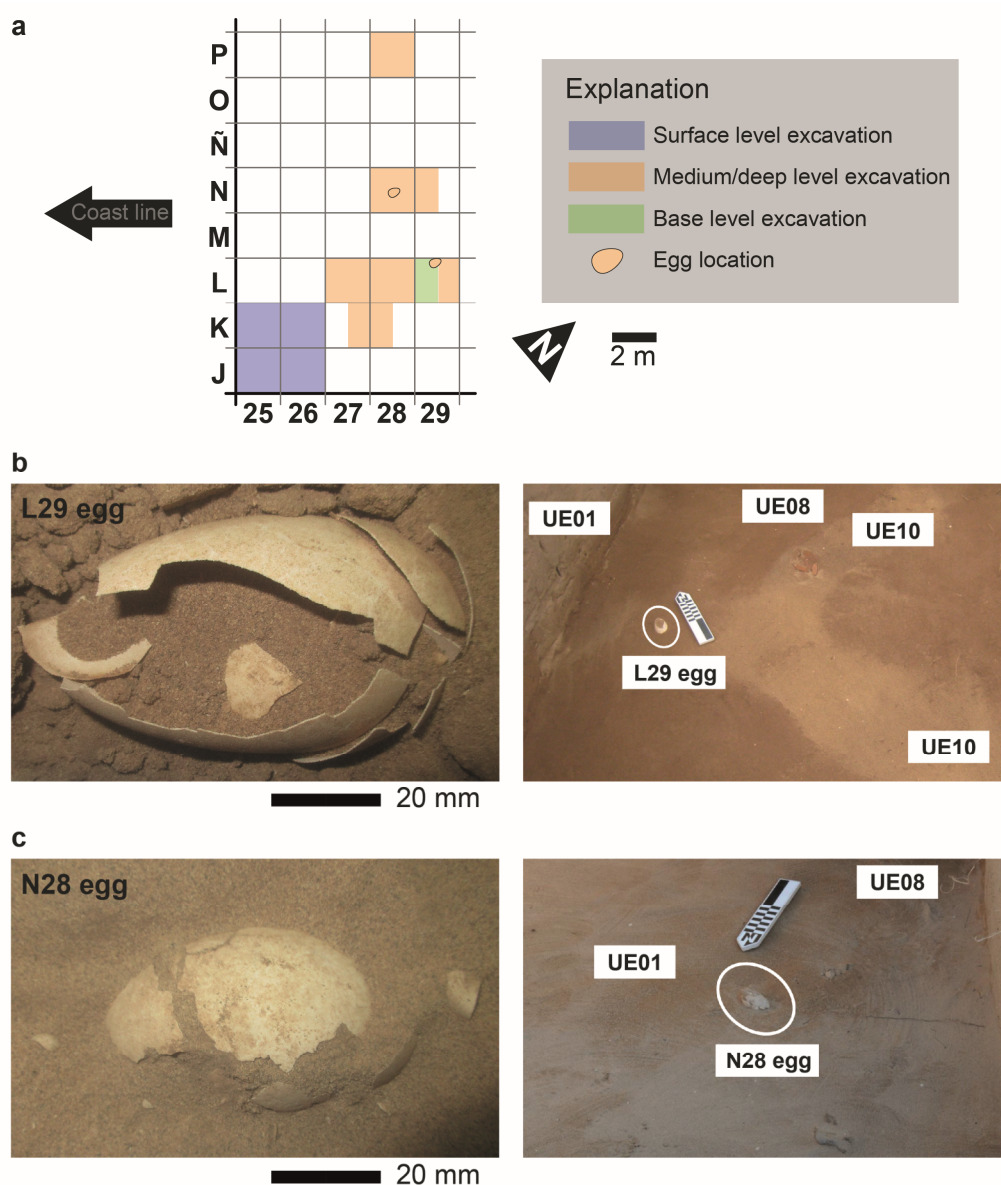 a
P
O
Ñ
N
M
L
K
J
25 26 27 28 29
Coast line
Explanation
Surface level excavation
Medium/deep level excavation
Base level excavation
Egg location
N
2 m
b
L29 egg
20 mm
UE01
UE08
UE10
L29 egg
UE10
c
N28 egg
20 mm
UE08
UE01
N28 egg